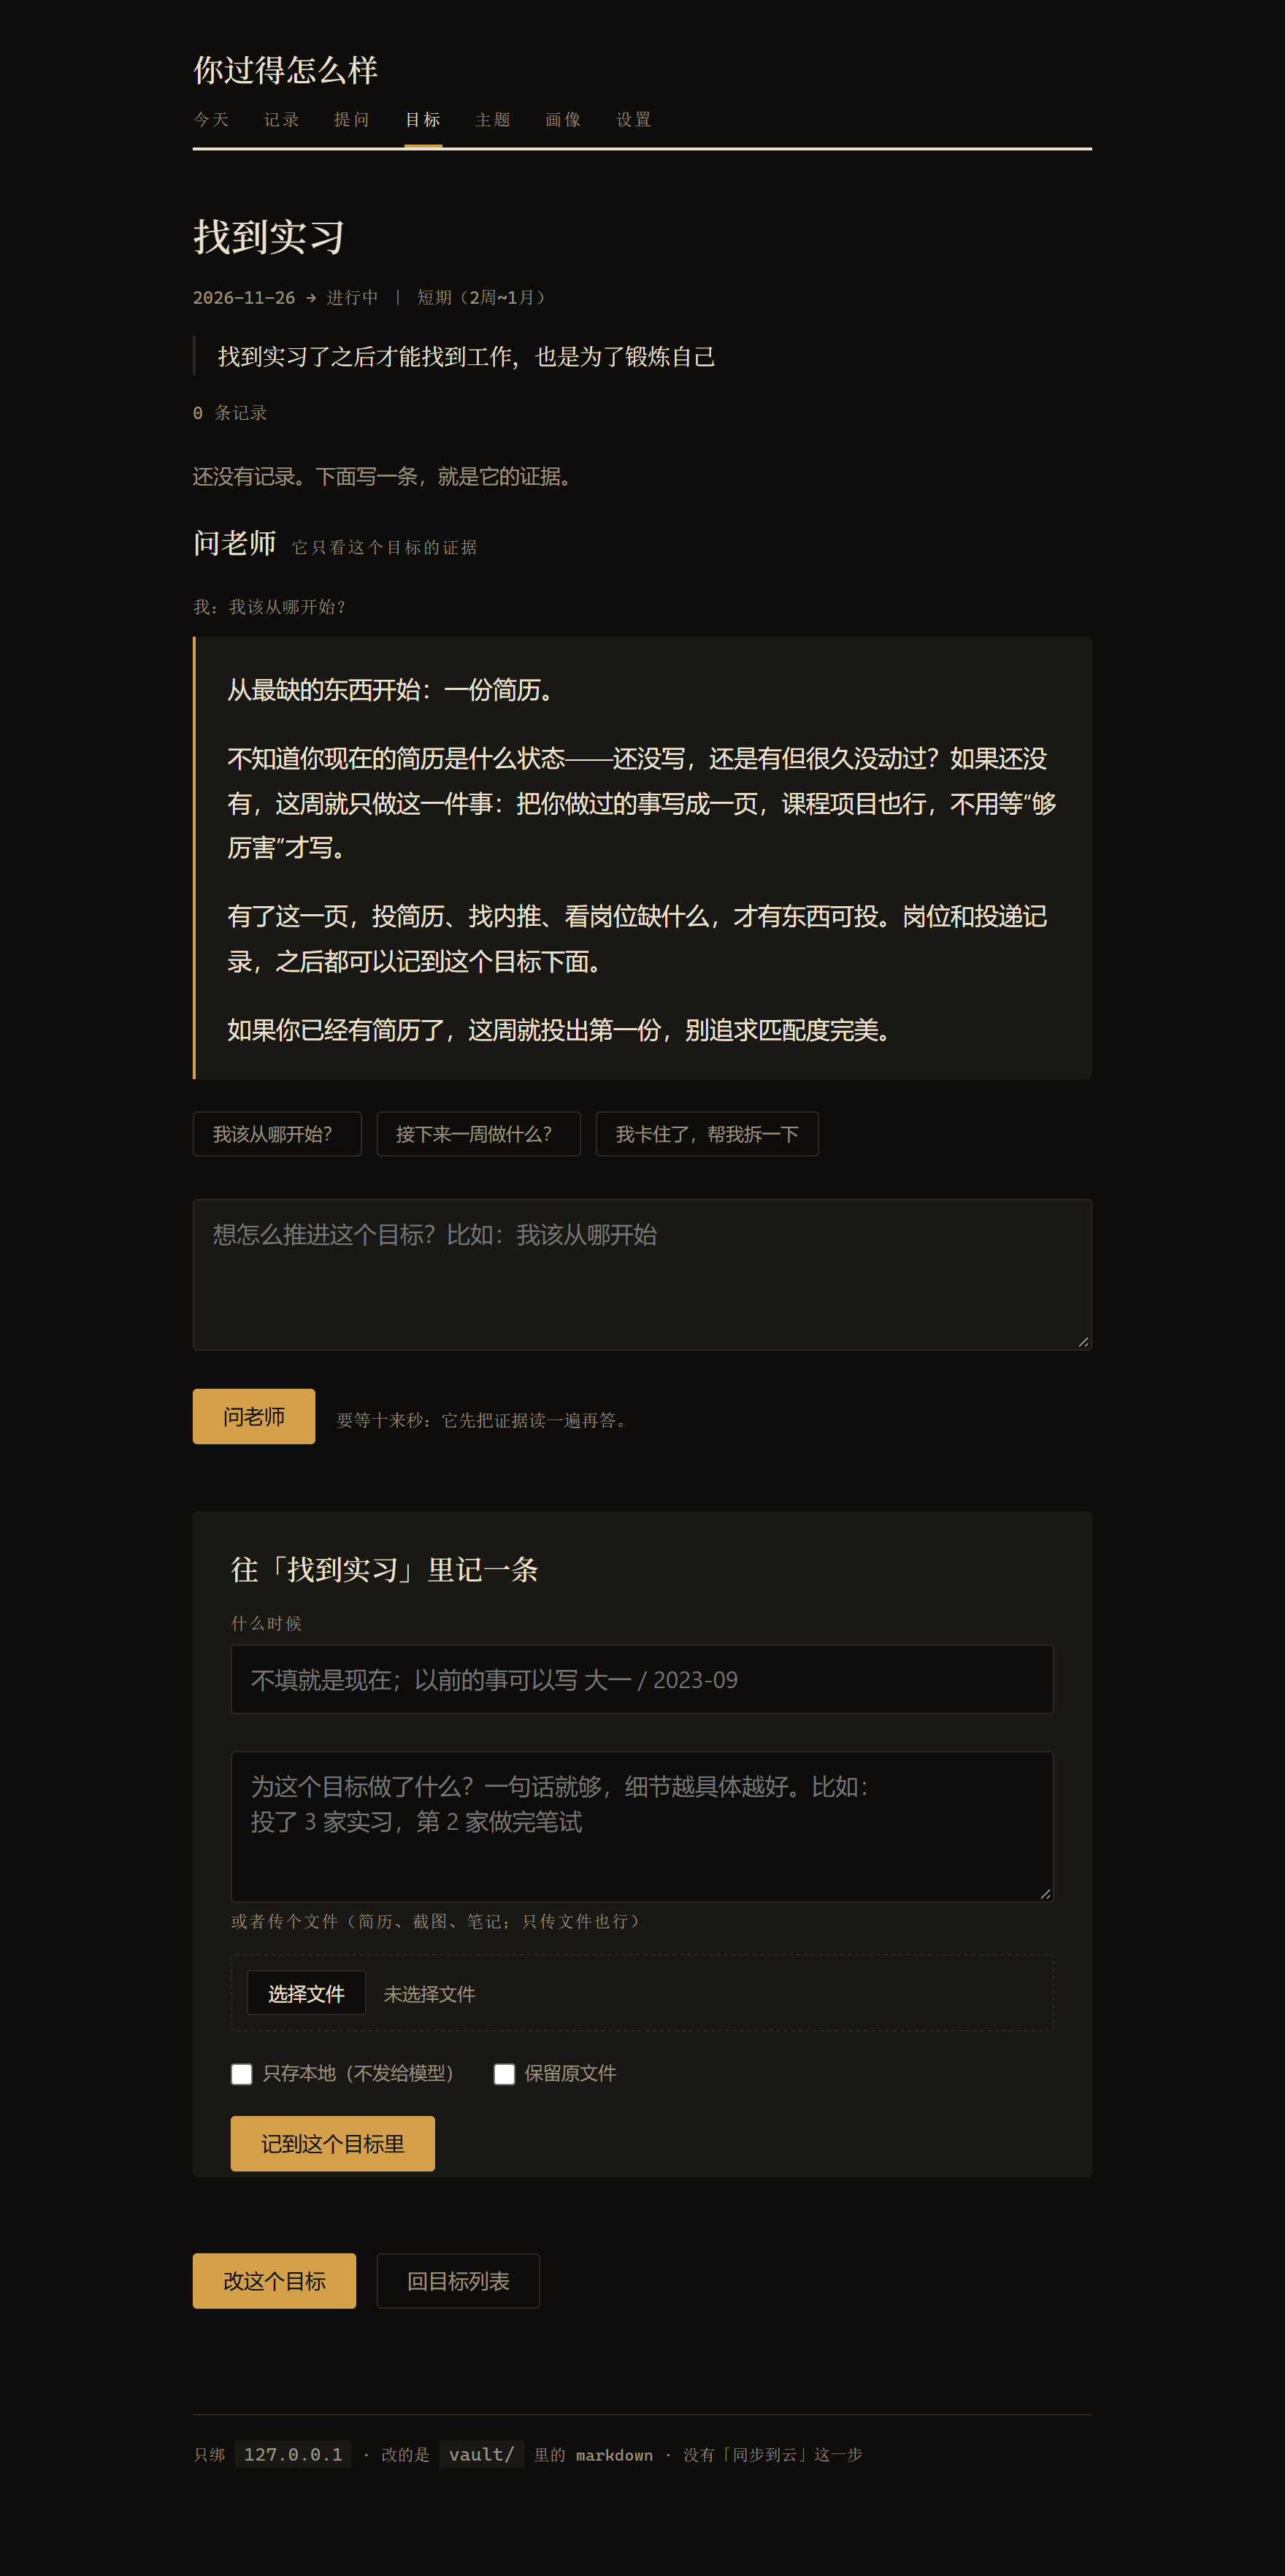 你过得怎么样
今天 记录 提问 目标 主题 画像 设置
找到实习
2026-11-26 → 进行中 | 短期（2周~1月）
找到实习了之后才能找到工作，也是为了锻炼自己
0 条记录
还没有记录。下面写一条，就是它的证据。
问老师 它只看这个目标的证据
我：我该从哪开始？
从最缺的东西开始：一份简历。
不知道你现在的简历是什么状态——还没写，还是有但很久没动过？如果还没
有，这周就只做这一件事：把你做过的事写成一页，课程项目也行，不用等“够
厉害”才写。
有了这一页，投简历、找内推、看岗位缺什么，才有东西可投。岗位和投递记
录，之后都可以记到这个目标下面。
如果你已经有简历了，这周就投出第一份，别追求匹配度完美。
我该从哪开始？ 接下来一周做什么？ 我卡住了，帮我拆一下
想怎么推进这个目标？比如：我该从哪开始
问老师 要等十来秒：它先把证据读一遍再答。
往「找到实习」里记一条
什么时候
不填就是现在；以前的事可以写 大一 / 2023-09
为这个目标做了什么？一句话就够，细节越具体越好。比如：
投了 3 家实习，第 2 家做完笔试
或者传个文件（简历、截图、笔记；只传文件也行）
选择文件 未选择文件
只存本地（不发给模型） 保留原文件
记到这个目标里
改这个目标 回目标列表
只绑 127.0.0.1 · 改的是 vault/ 里的 markdown · 没有「同步到云」这一步